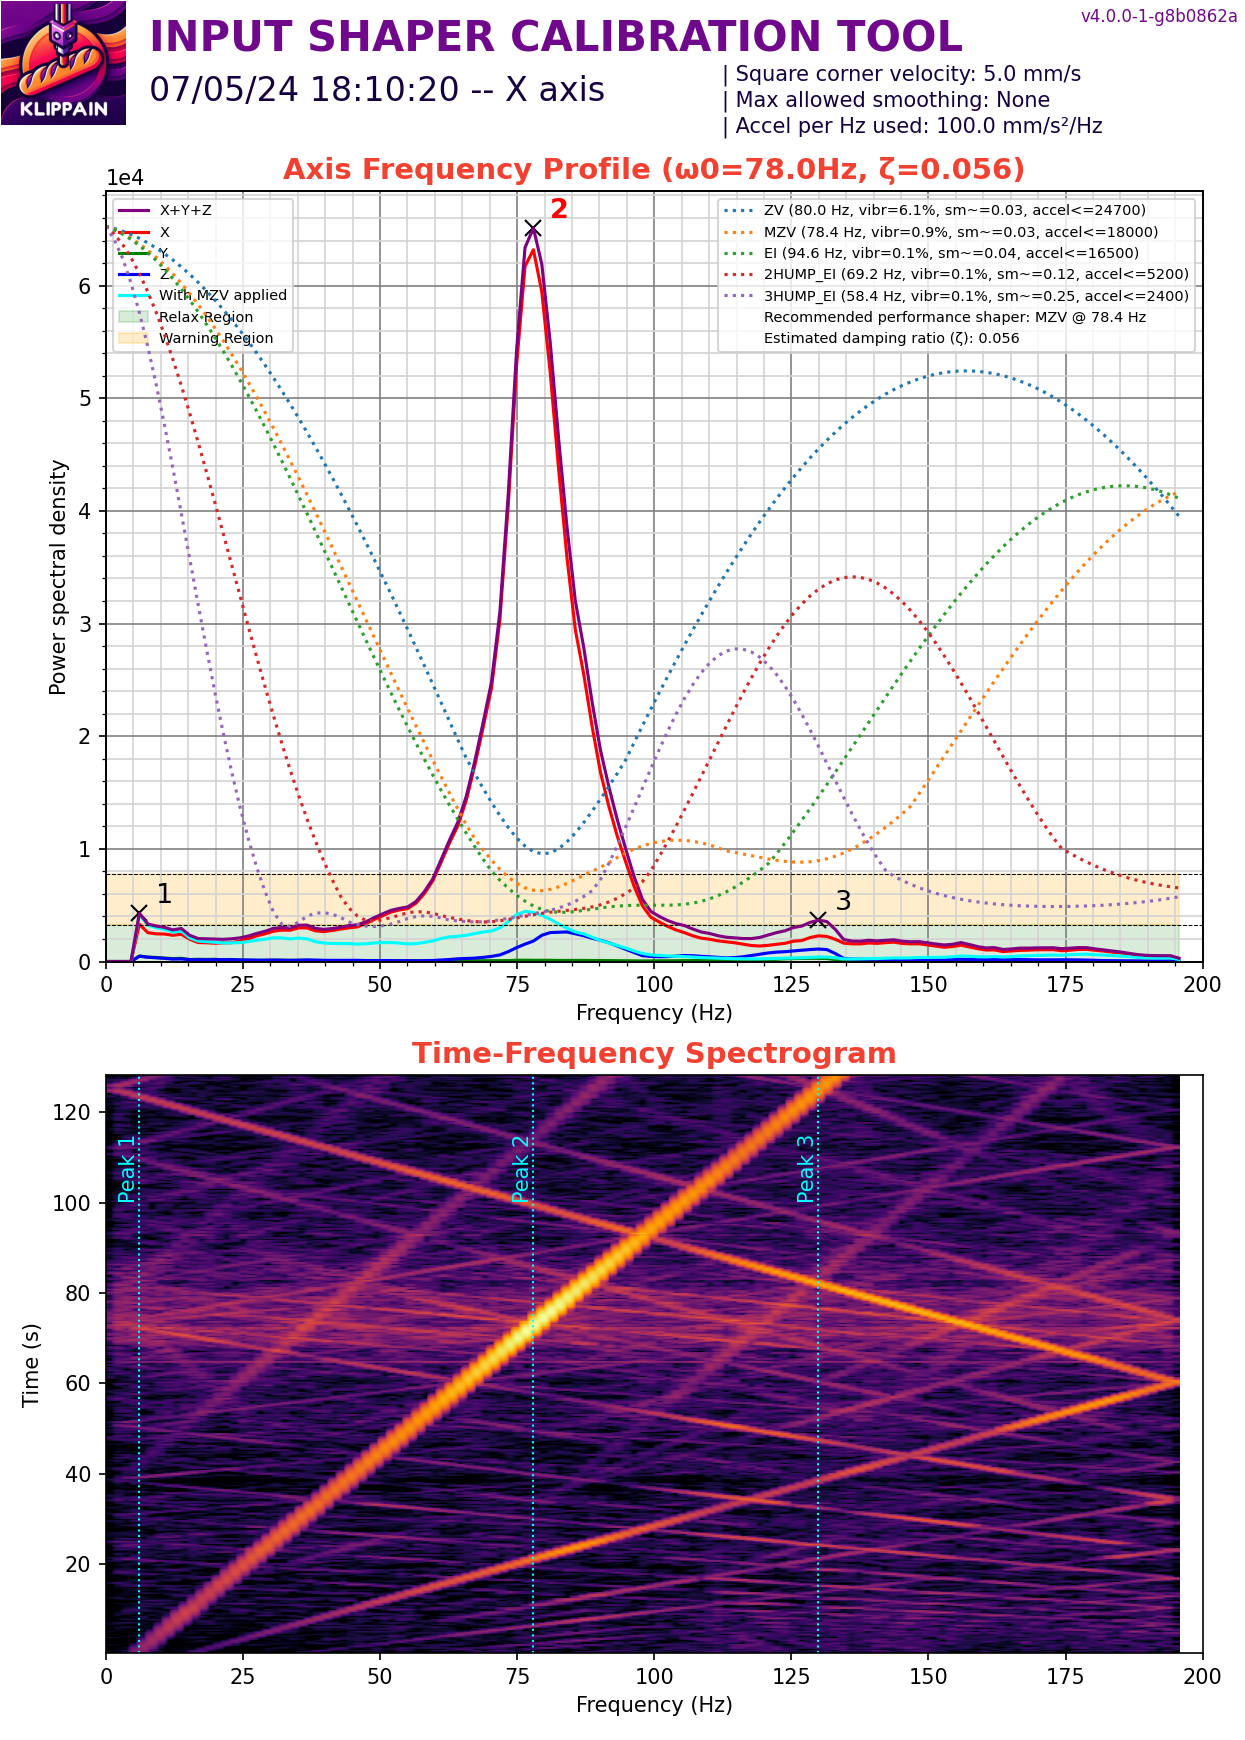 v4.0.0-1-g8b0862a
INPUT SHAPER CALIBRATION TOOL
07/05/24 18:10:20 -- X axis
| Square corner velocity: 5.0 mm/s
| Max allowed smoothing: None
| Accel per Hz used: 100.0 mm/s²/Hz
KLIPPAIN
Axis Frequency Profile (ω0=78.0Hz, ζ=0.056)
1e4
X+Y+Z
X
Y
Z
With MZV applied
Relax Region
Warning Region
2
ZV (80.0 Hz, vibr=6.1%, sm~=0.03, accel<=24700)
MZV (78.4 Hz, vibr=0.9%, sm~=0.03, accel<=18000)
EI (94.6 Hz, vibr=0.1%, sm~=0.04, accel<=16500)
2HUMP_EI (69.2 Hz, vibr=0.1%, sm~=0.12, accel<=5200)
3HUMP_EI (58.4 Hz, vibr=0.1%, sm~=0.25, accel<=2400)
Recommended performance shaper: MZV @ 78.4 Hz
Estimated damping ratio (ζ): 0.056
6
5
4
3
2
1
0
Power spectral density
1
3
0 25 50 75 100 125 150 175 200
Frequency (Hz)
Time-Frequency Spectrogram
120
100
80
60
40
20
Time (s)
Peak 1
Peak 2
Peak 3
0 25 50 75 100 125 150 175 200
Frequency (Hz)